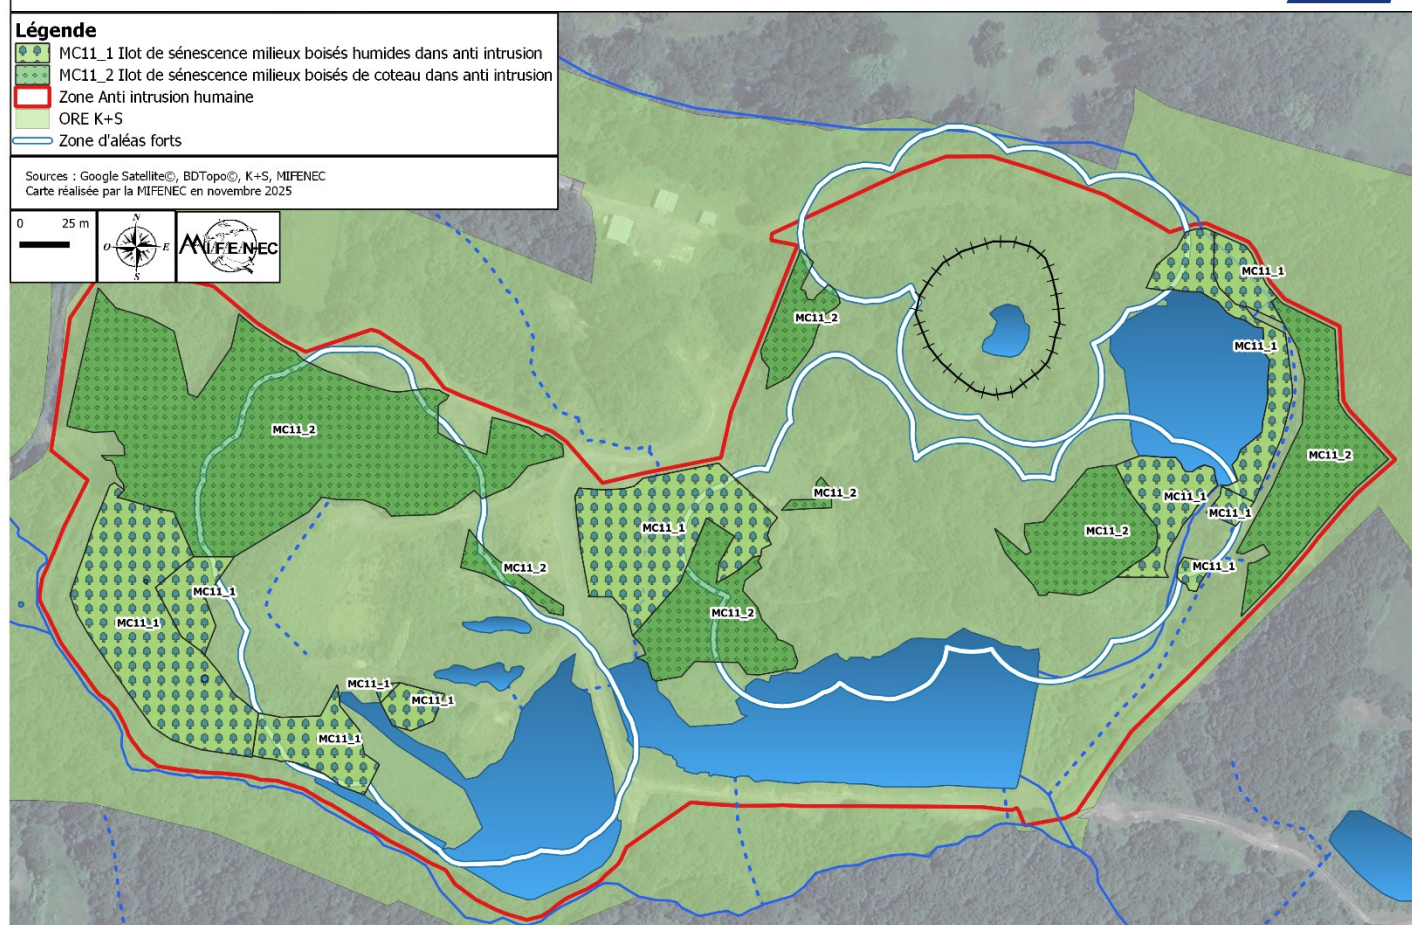 Légende
MC11_1 Ilot de sénescence milieux boisés humides dans anti intrusion
MC11_2 Ilot de sénescence milieux boisés de coteau dans anti intrusion
Zone Anti intrusion humaine
ORE K+S
Zone d'aléas forts
Sources : Google Satellite©, BDTopo©, K+S, MIFENEC
Carte réalisée par la MIFENEC en novembre 2025
0 25 m
N
O E
S
MIFENEC
MC11_1
MC11_2
MC11_1
MC11_2
MC11_2
MC11_2
MC11_1
MC11_1
MC11_1
MC11_2
MC11_2
MC11_1
MC11_2
MC11_1
MC11_1
MC11_2
MC11_1
MC11_1
MC11_1